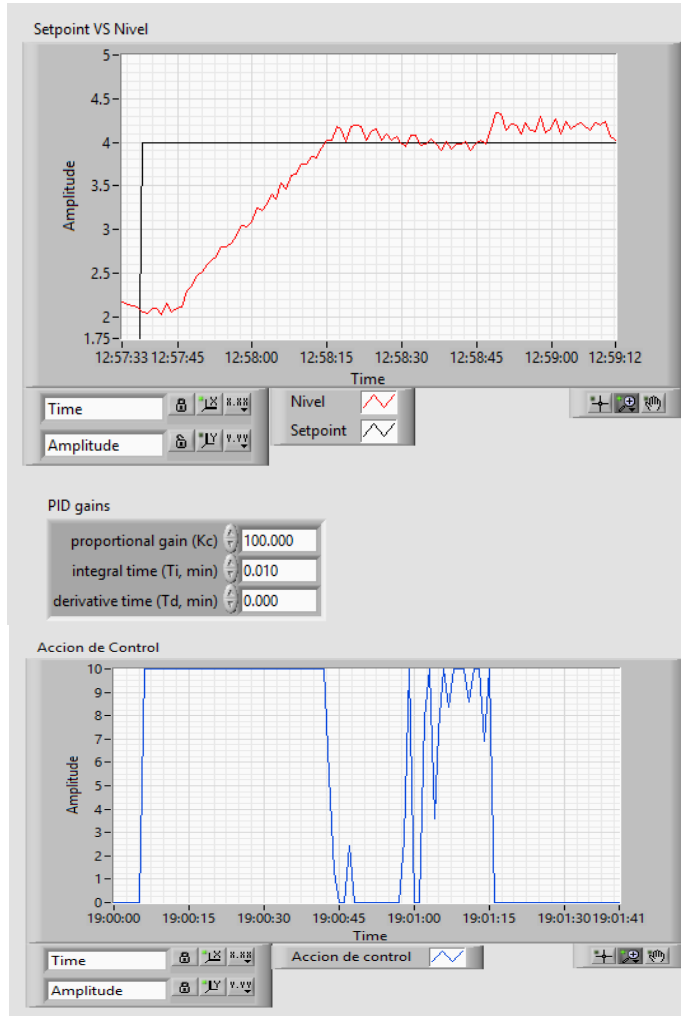 Setpoint VS Nivel
5
4.5
4
3.5
3
2.5
2
1.75
Amplitude
12:57:33 12:57:45 12:58:00 12:58:15 12:58:30 12:58:45 12:59:00 12:59:12
Time
Time
Amplitude
Nivel
Setpoint
PID gains
proportional gain (Kc) 100.000
integral time (Ti, min) 0.010
derivative time (Td, min) 0.000
Accion de Control
10
9
8
7
6
5
4
3
2
1
0
Amplitude
19:00:00 19:00:15 19:00:30 19:00:45 19:01:00 19:01:15 19:01:30 19:01:41
Time
Time
Amplitude
Accion de control